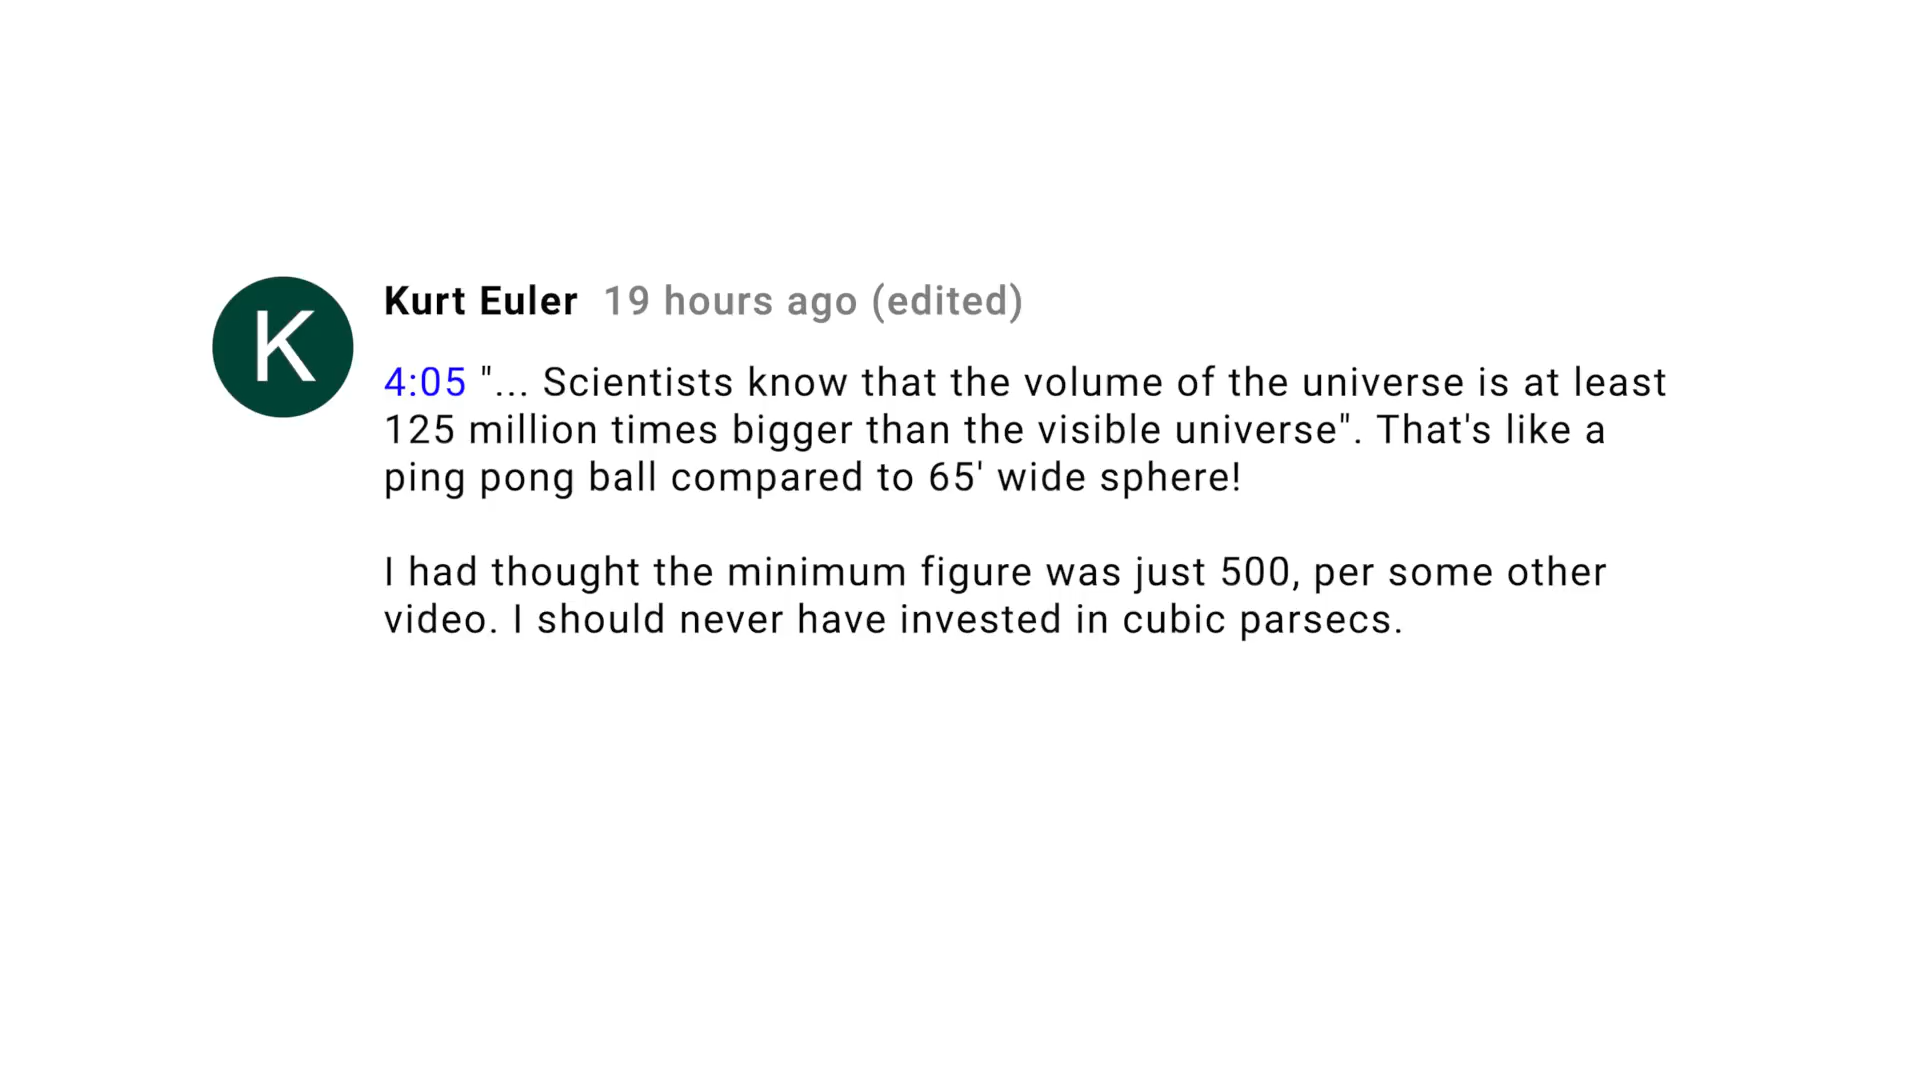 K
Kurt Euler 19 hours ago (edited)
4:05 "... Scientists know that the volume of the universe is at least
125 million times bigger than the visible universe". That's like a
ping pong ball compared to 65' wide sphere!
I had thought the minimum figure was just 500, per some other
video. I should never have invested in cubic parsecs.